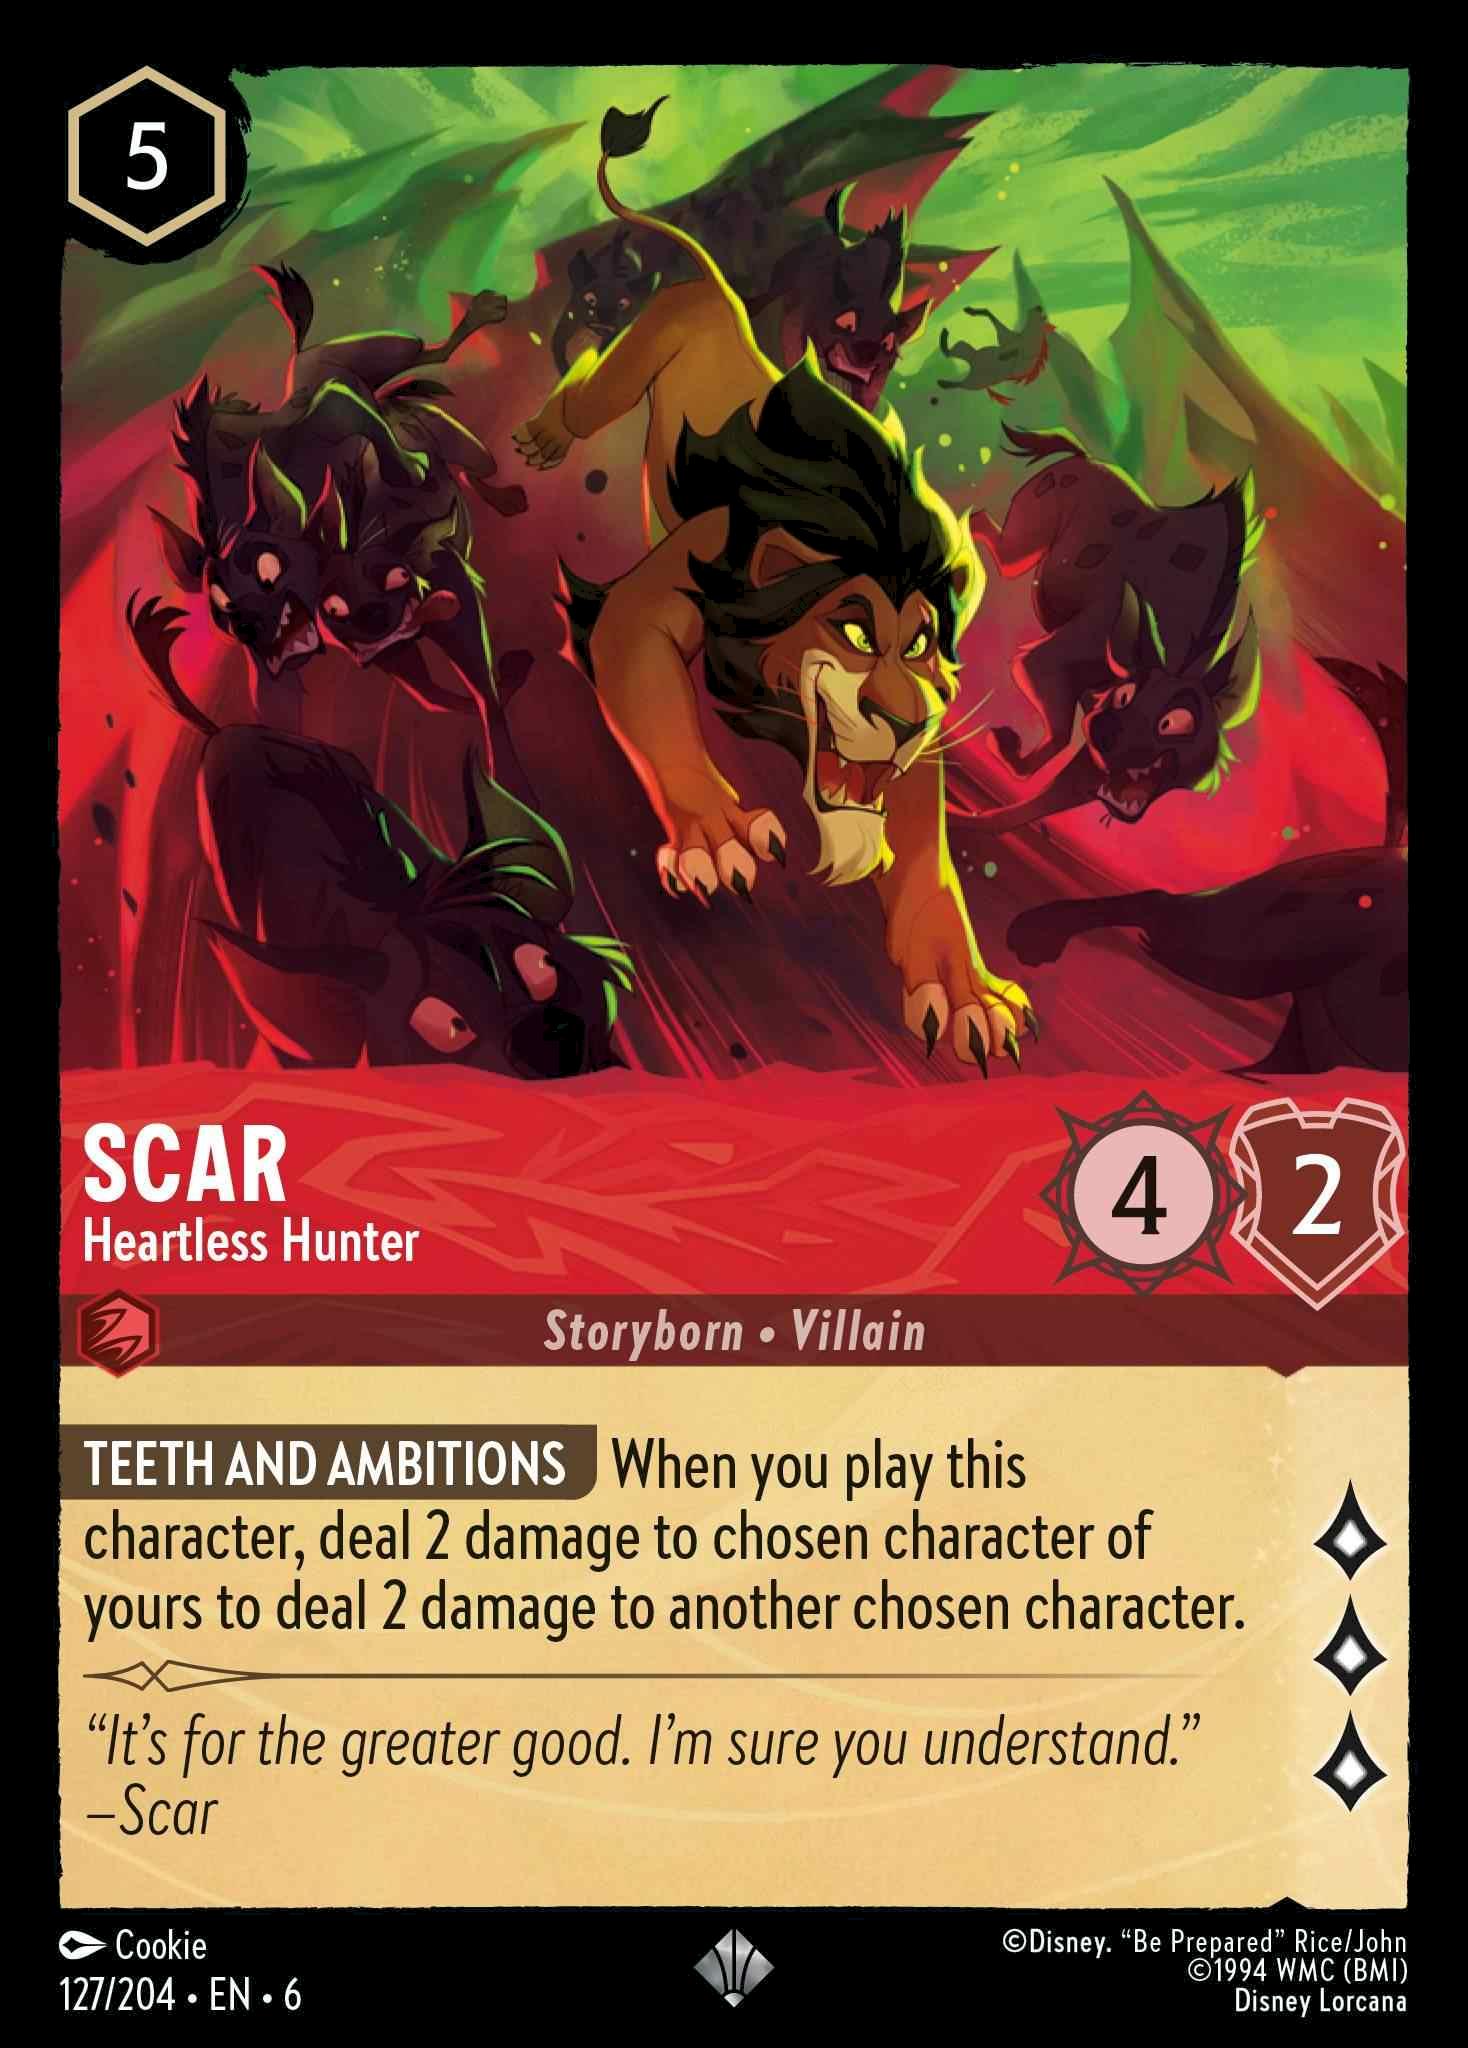 5
SCAR
Heartless Hunter
4
2
Storyborn • Villain
TEETH AND AMBITIONS When you play this
character, deal 2 damage to chosen character of
yours to deal 2 damage to another chosen character.
“It’s for the greater good. I’m sure you understand.”
–Scar
Cookie
127/204 • EN • 6
©Disney. “Be Prepared” Rice/John
©1994 WMC (BMI)
Disney Lorcana